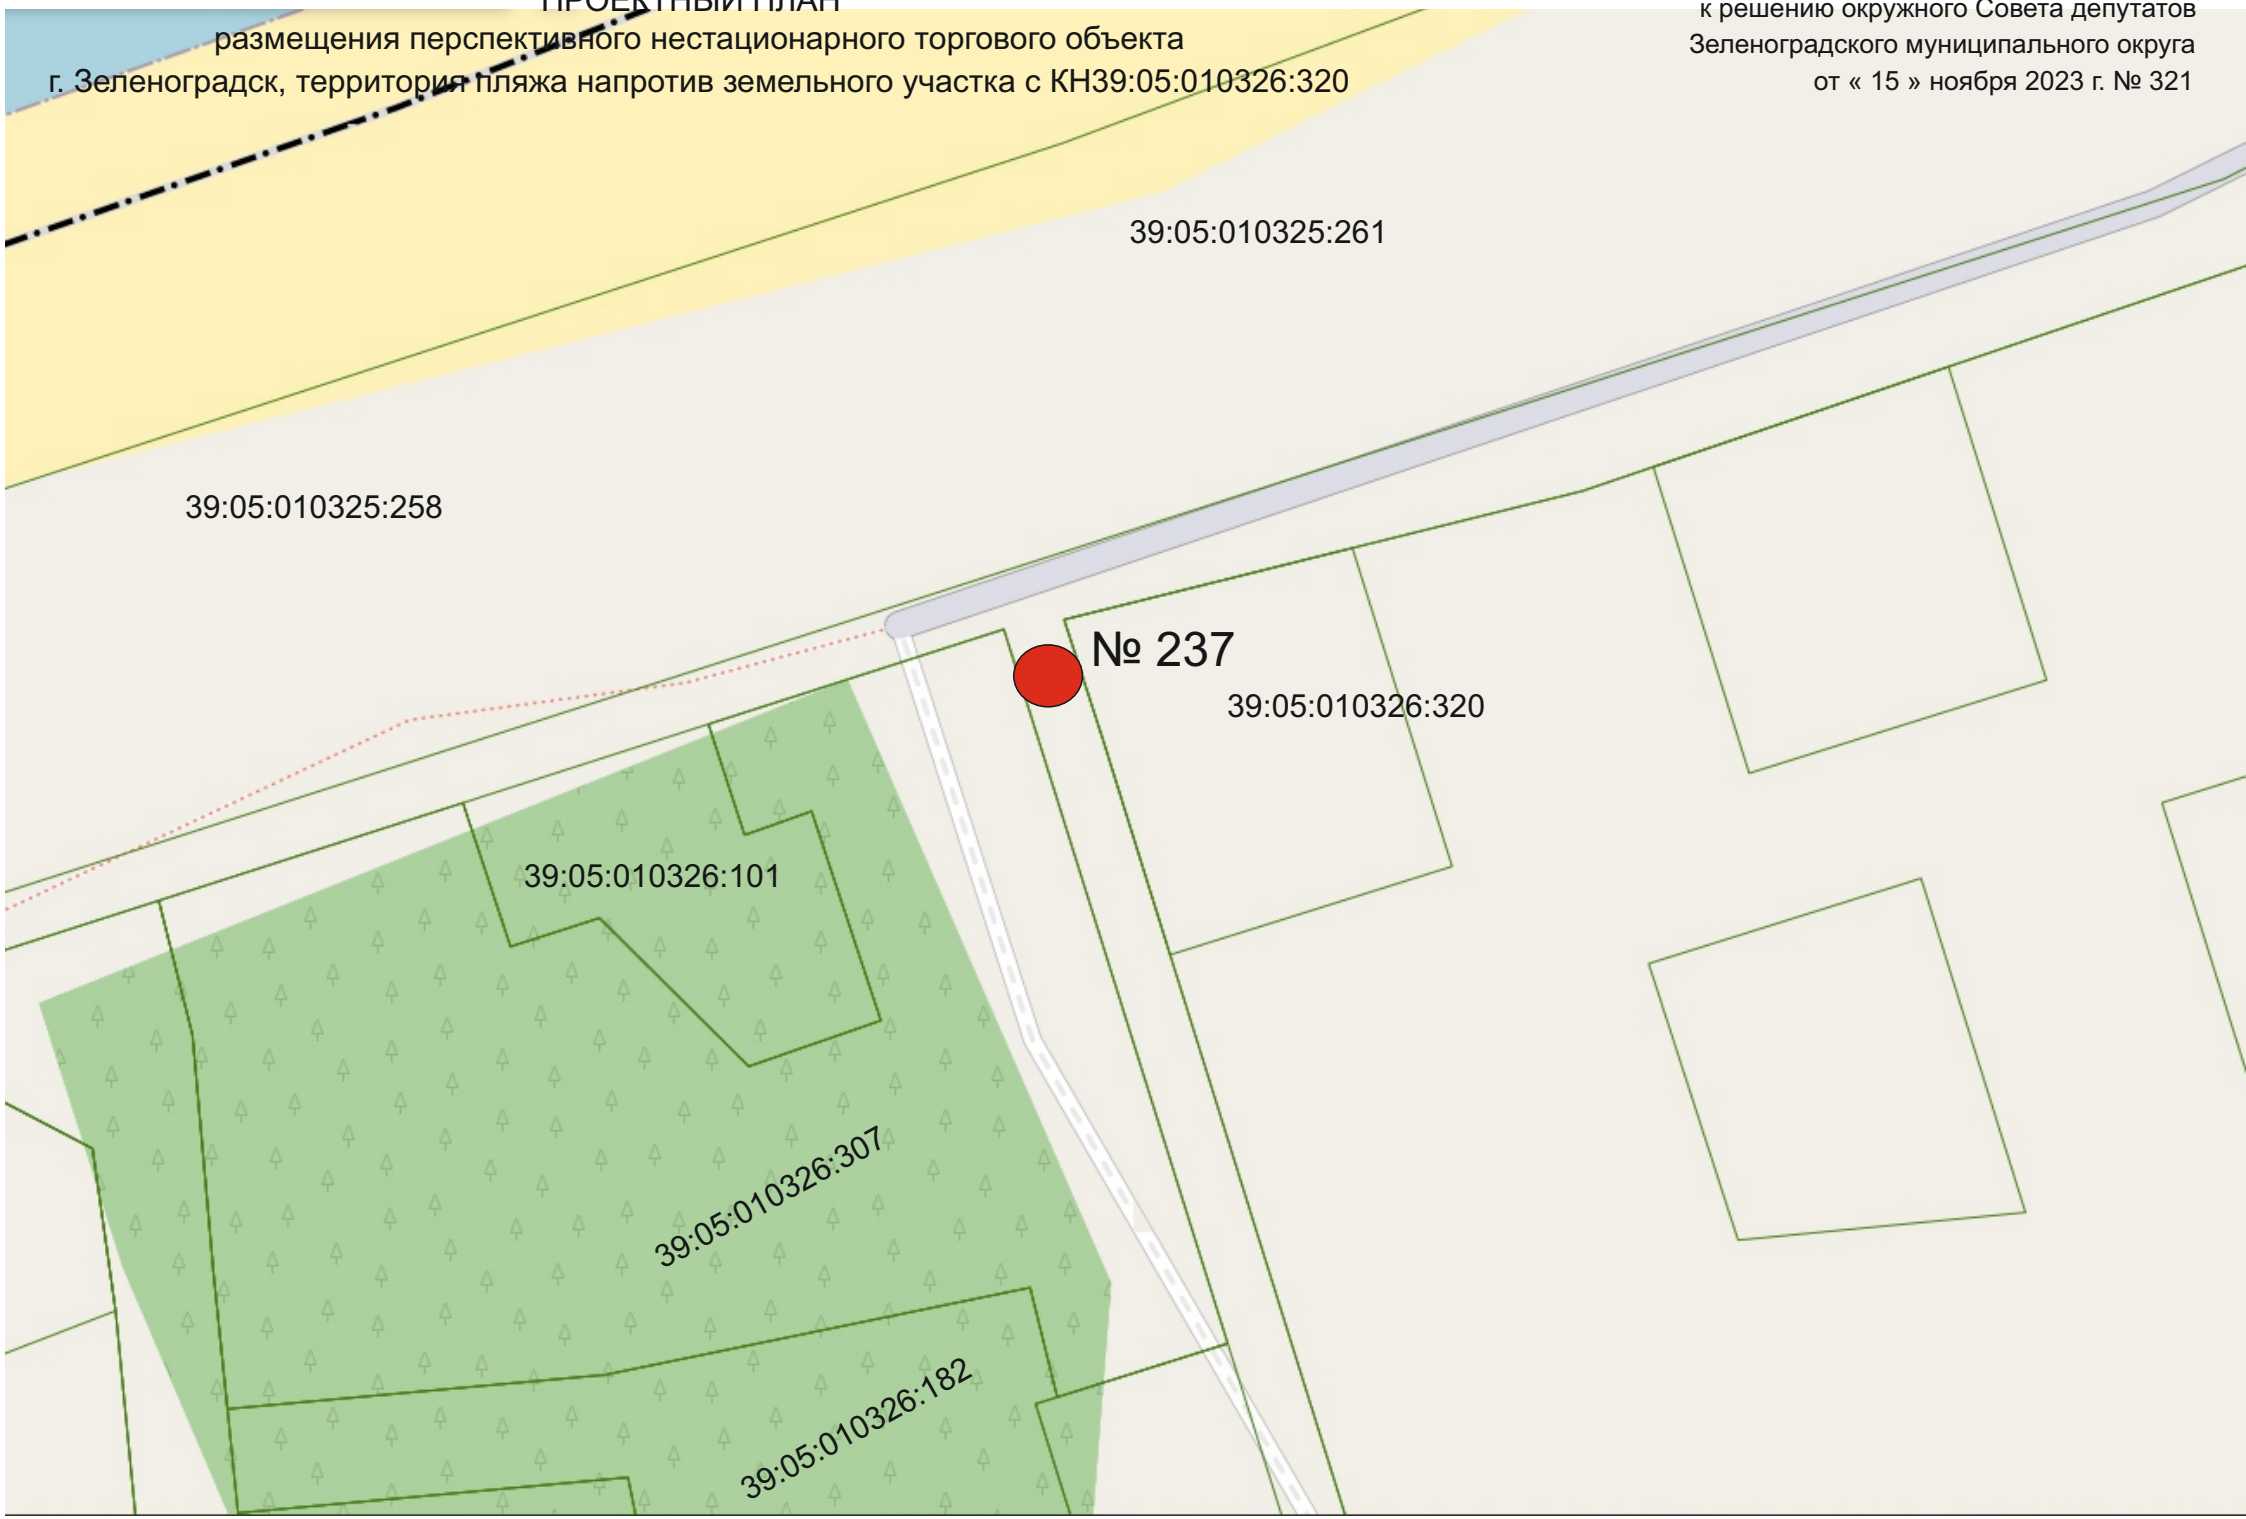 ПРОЕКТНЫЙ ПЛАН
размещения перспективного нестационарного торгового объекта
г. Зеленоградск, территория пляжа напротив земельного участка с КН39:05:010326:320
к решению окружного Совета депутатов
Зеленоградского муниципального округа
от « 15 » ноября 2023 г. № 321
39:05:010325:261
39:05:010325:258
№ 237
39:05:010326:320
39:05:010326:101
39:05:010326:307
39:05:010326:182